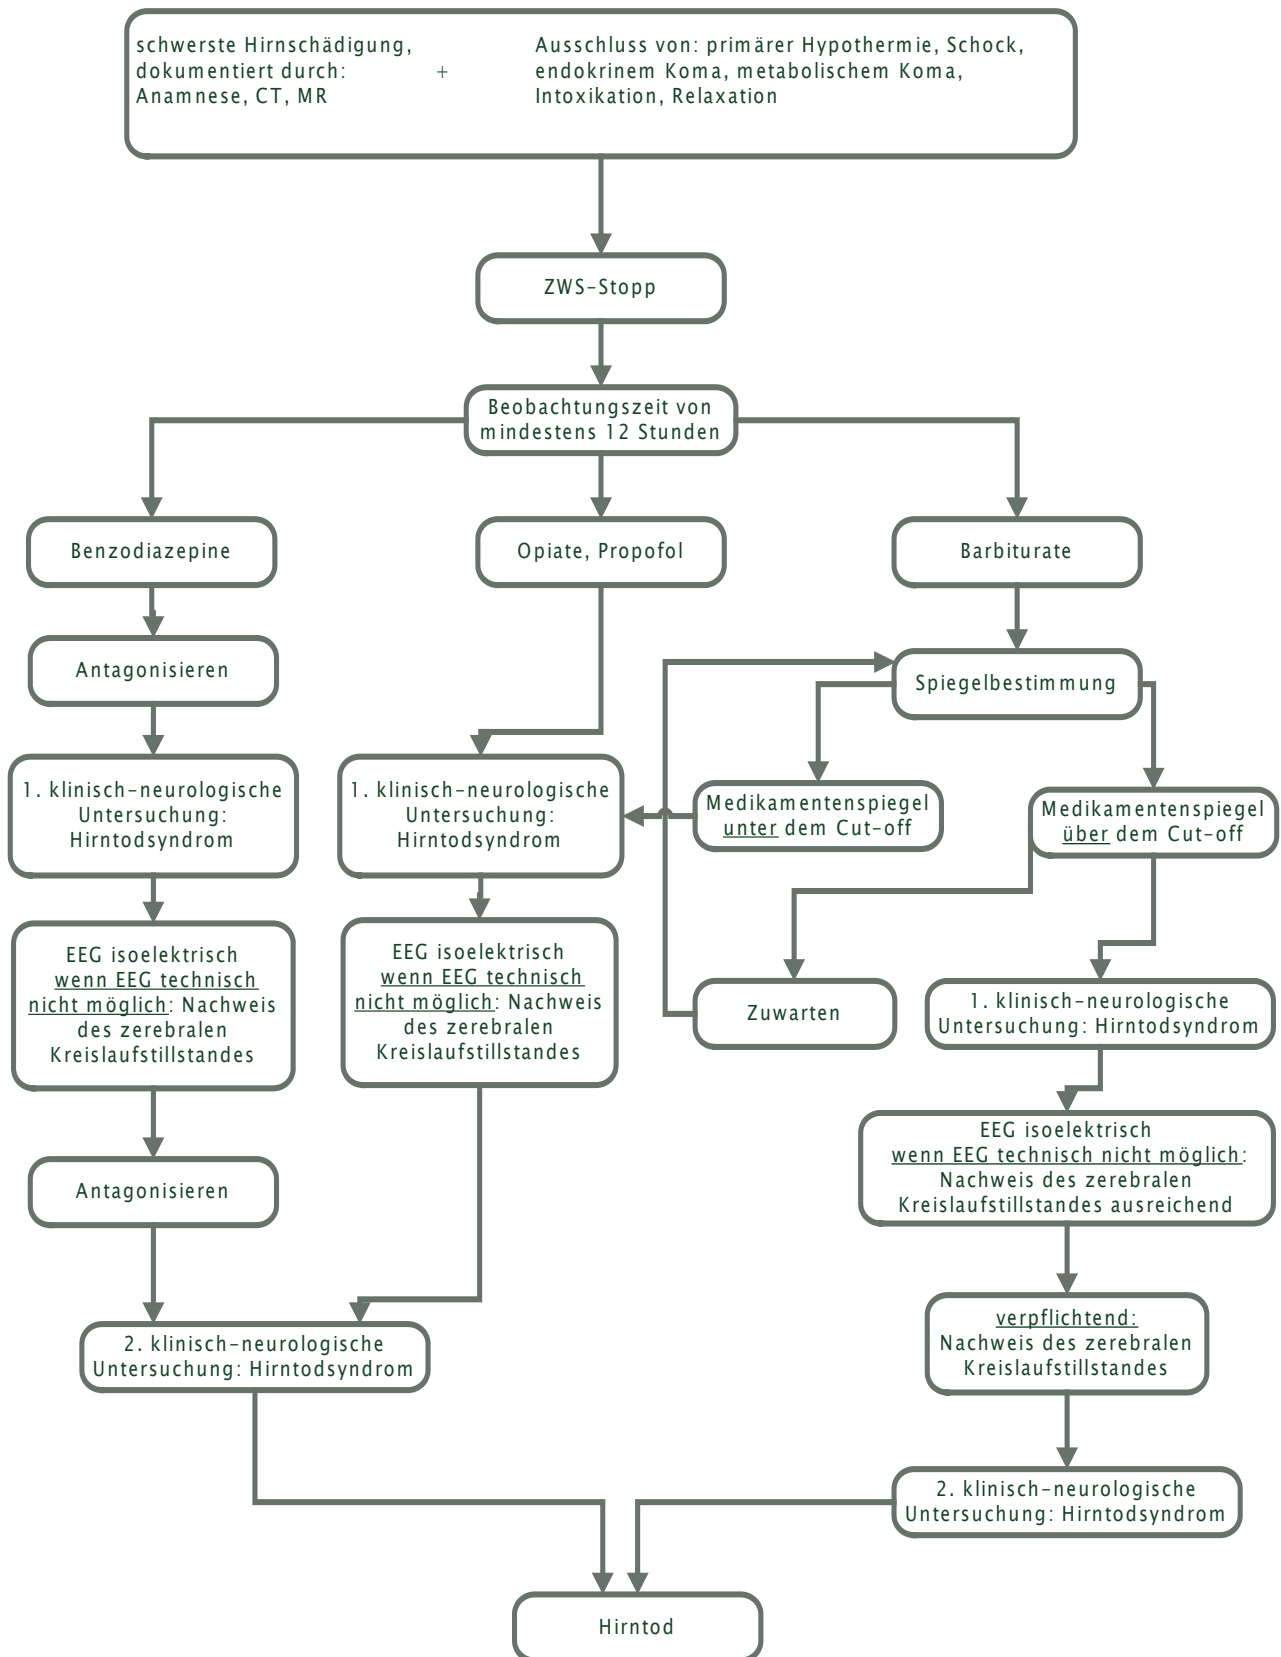 schwerste Hirnschädigung,
dokumentiert durch:
Anamnese, CT, MR
+
Ausschluss von: primärer Hypothermie, Schock,
endokrinem Koma, metabolischem Koma,
Intoxikation, Relaxation
ZWS-Stopp
Beobachtungszeit von
mindestens 12 Stunden
Benzodiazepine
Opiate, Propofol
Barbiturate
Antagonisieren
Spiegelbestimmung
1. klinisch-neurologische
Untersuchung:
Hirntodsyndrom
1. klinisch-neurologische
Untersuchung:
Hirntodsyndrom
Medikamentenspiegel
unter dem Cut-off
Medikamentenspiegel
über dem Cut-off
EEG isoelektrisch
wenn EEG technisch
nicht möglich: Nachweis
des zerebralen
Kreislaufstillstandes
EEG isoelektrisch
wenn EEG technisch
nicht möglich: Nachweis
des zerebralen
Kreislaufstillstandes
Zuwarten
1. klinisch-neurologische
Untersuchung: Hirntodsyndrom
EEG isoelektrisch
wenn EEG technisch nicht möglich:
Nachweis des zerebralen
Kreislaufstillstandes ausreichend
Antagonisieren
verpflichtend:
Nachweis des zerebralen
Kreislaufstillstandes
2. klinisch-neurologische
Untersuchung: Hirntodsyndrom
2. klinisch-neurologische
Untersuchung: Hirntodsyndrom
Hirntod